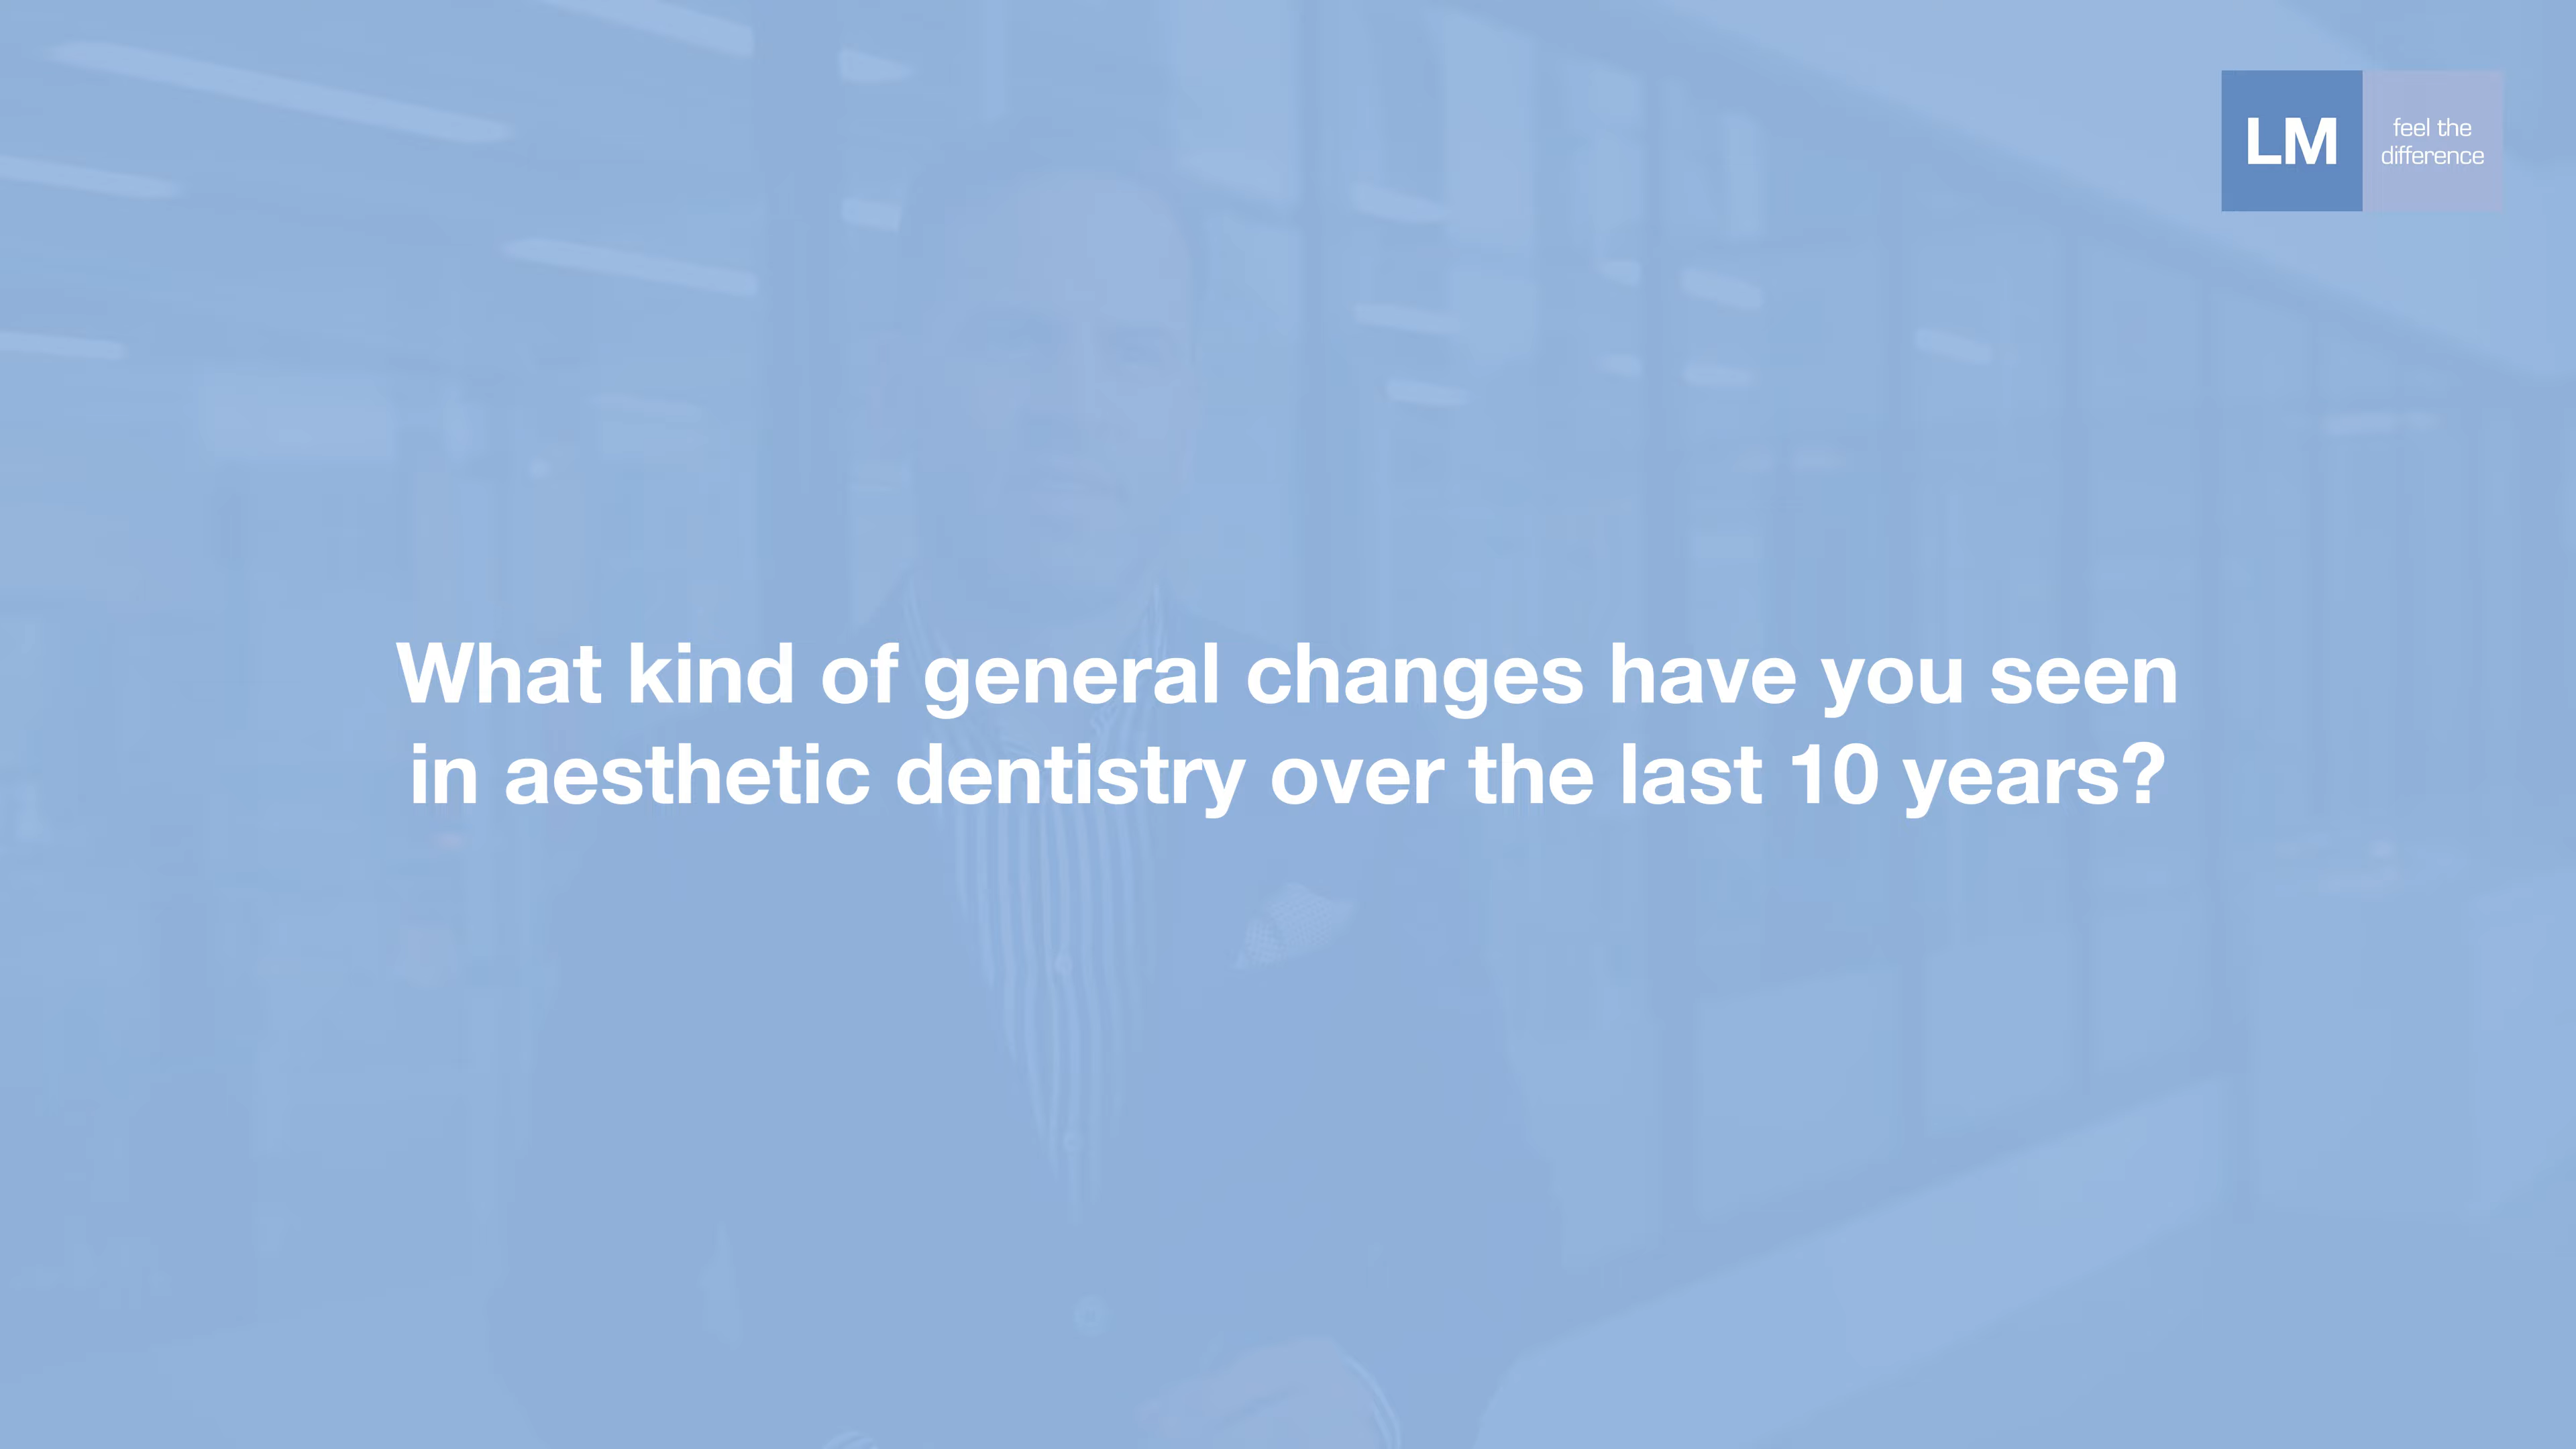 LM
feel the
difference
What kind of general changes have you seen
in aesthetic dentistry over the last 10 years?